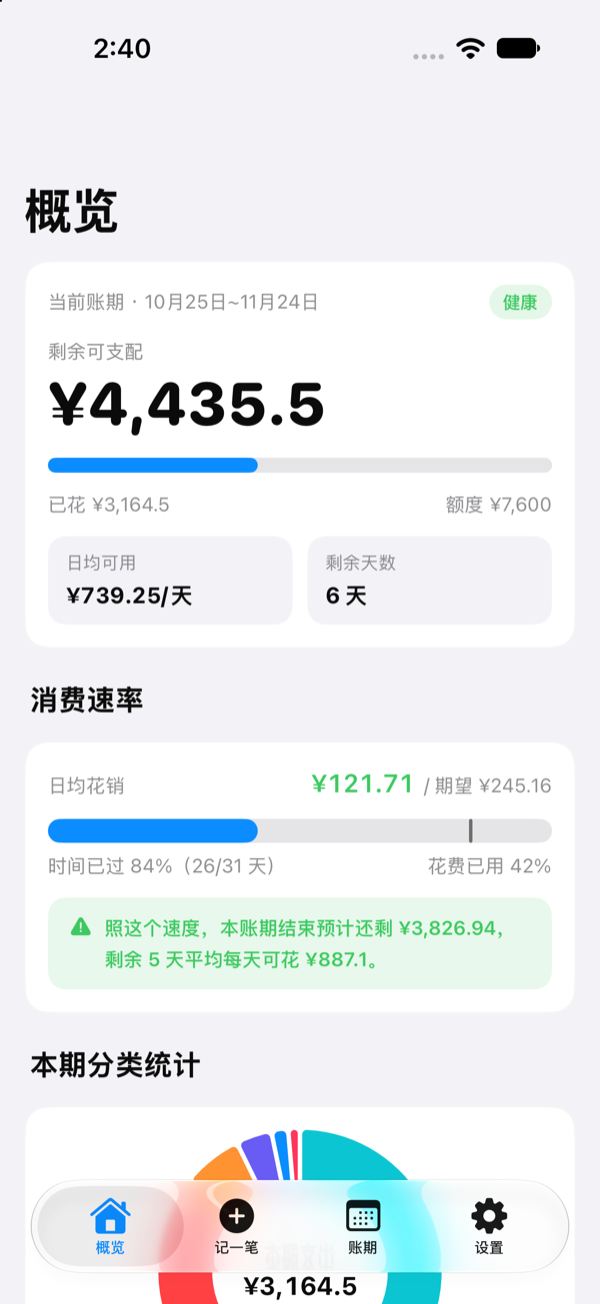 2:40
概览
当前账期 · 10月25日~11月24日
健康
剩余可支配
¥4,435.5
已花 ¥3,164.5
额度 ¥7,600
日均可用
¥739.25/天
剩余天数
6 天
消费速率
日均花销
¥121.71 / 期望 ¥245.16
时间已过 84%（26/31 天）
花费已用 42%
照这个速度，本账期结束预计还剩 ¥3,826.94，
剩余 5 天平均每天可花 ¥887.1。
本期分类统计
概览
记一笔
账期
设置
¥3,164.5